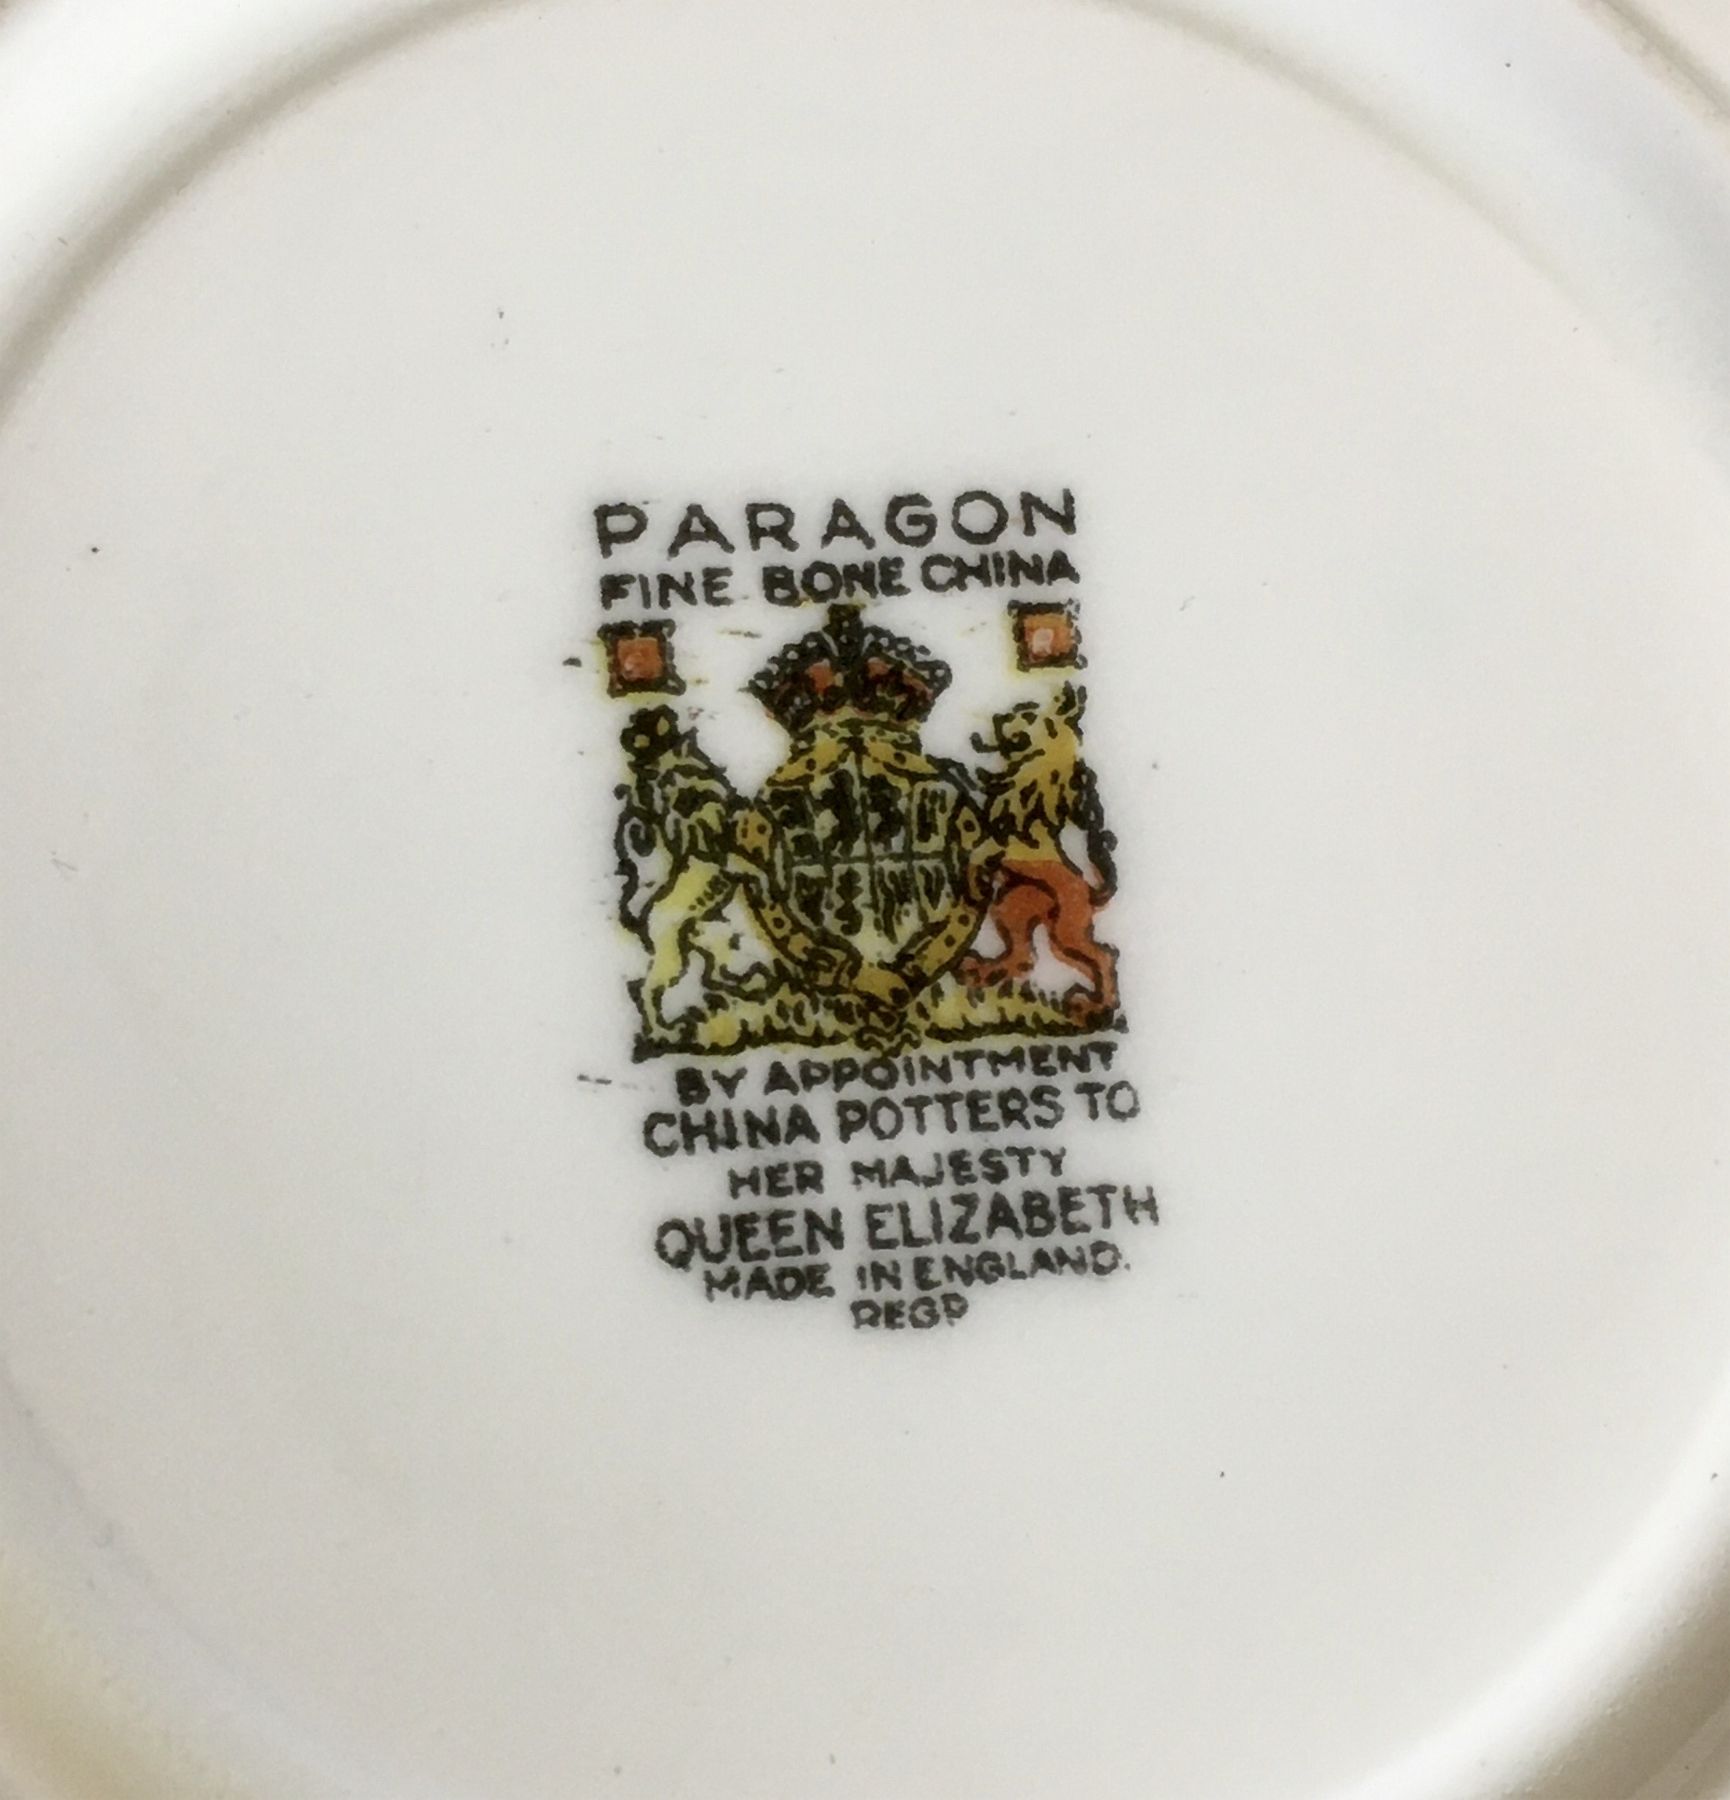 PARAGON
FINE BONE CHINA
BY APPOINTMENT
CHINA POTTERS TO
HER MAJESTY
QUEEN ELIZABETH
MADE IN ENGLAND.
REGD